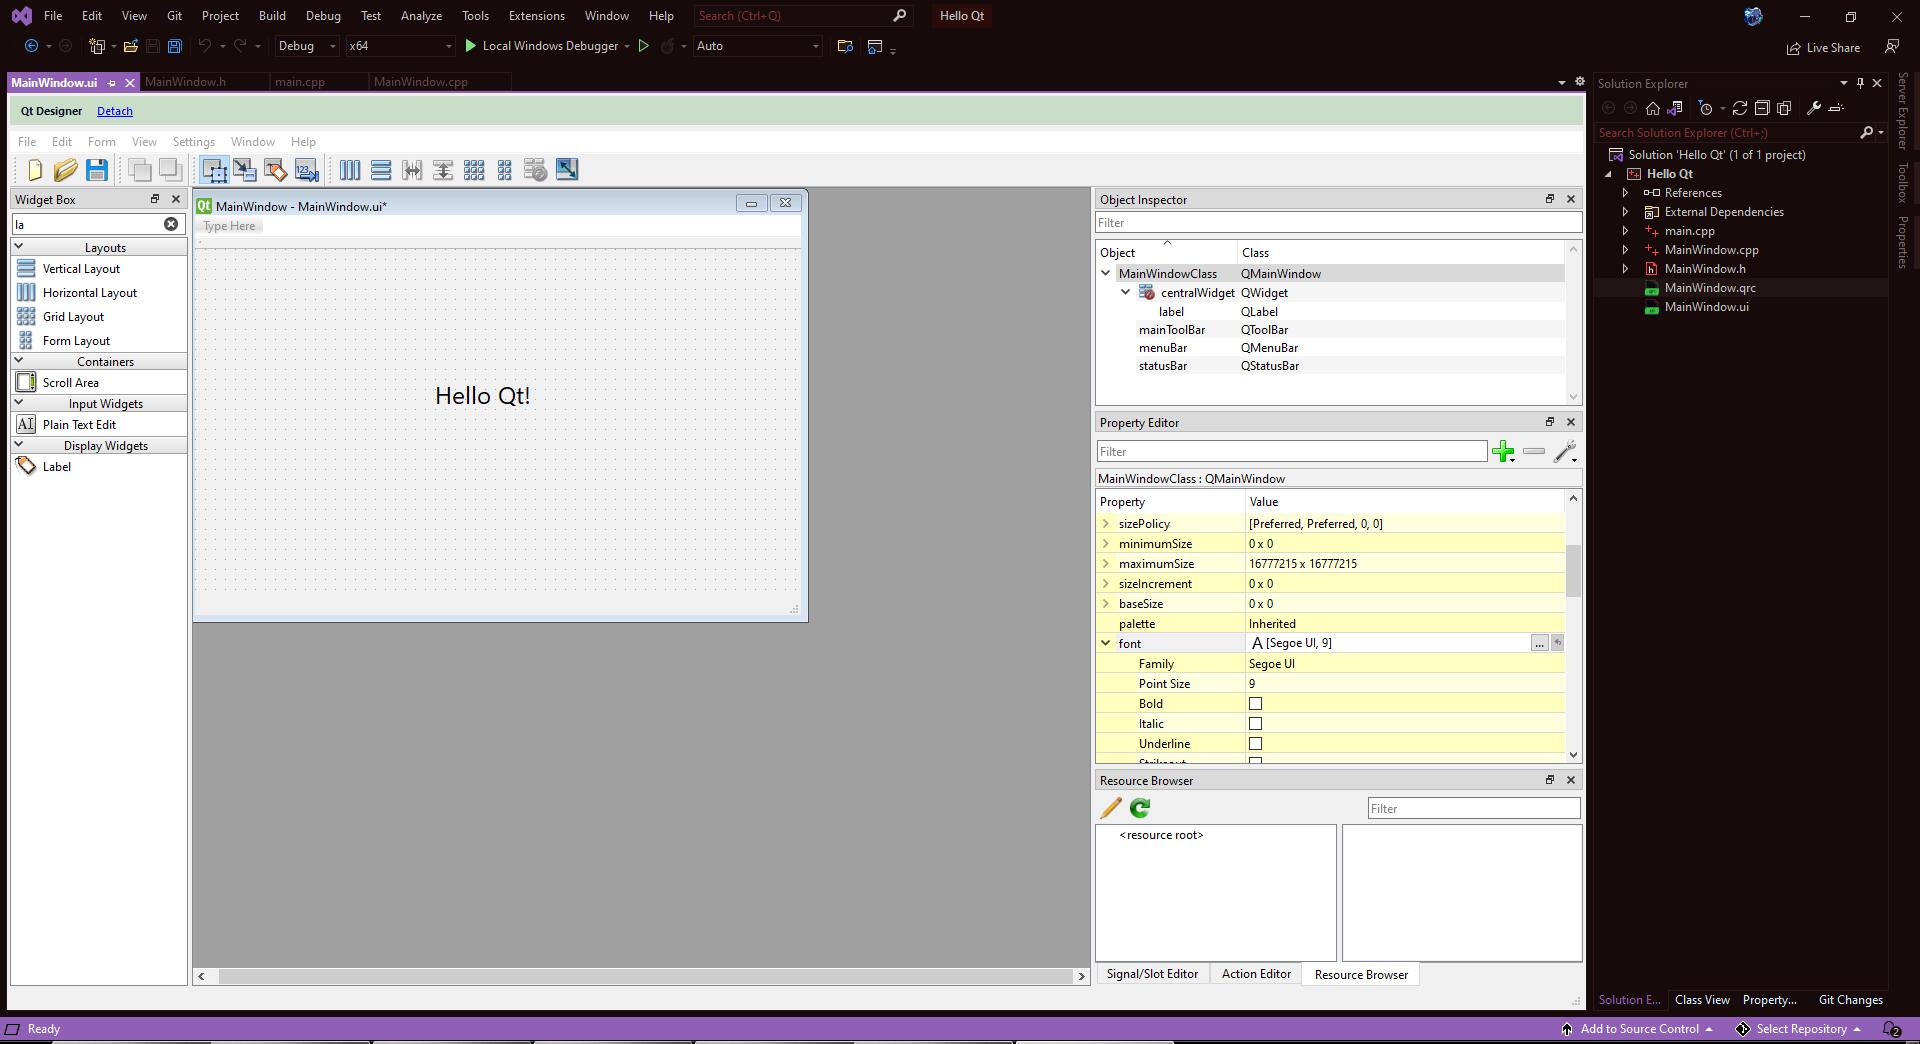 File Edit View Git Project Build Debug Test Analyze Tools Extensions Window Help Search (Ctrl+Q) Hello Qt
Debug x64 Local Windows Debugger Auto Live Share
MainWindow.ui MainWindow.h main.cpp MainWindow.cpp
Qt Designer Detach
File Edit Form View Settings Window Help
Widget Box
la
Layouts
Vertical Layout
Horizontal Layout
Grid Layout
Form Layout
Containers
Scroll Area
Input Widgets
AI Plain Text Edit
Display Widgets
Label
Qt MainWindow - MainWindow.ui*
Type Here
Hello Qt!
Object Inspector
Filter
Object Class
MainWindowClass QMainWindow
centralWidget QWidget
label QLabel
mainToolBar QToolBar
menuBar QMenuBar
statusBar QStatusBar
Property Editor
Filter
MainWindowClass : QMainWindow
Property Value
sizePolicy [Preferred, Preferred, 0, 0]
minimumSize 0 x 0
maximumSize 16777215 x 16777215
sizeIncrement 0 x 0
baseSize 0 x 0
palette Inherited
font A [Segoe UI, 9] ...
Family Segoe UI
Point Size 9
Bold
Italic
Underline
Resource Browser
Filter
<resource root>
Signal/Slot Editor Action Editor Resource Browser
Solution Explorer
Search Solution Explorer (Ctrl+;)
Solution 'Hello Qt' (1 of 1 project)
Hello Qt
References
External Dependencies
main.cpp
MainWindow.cpp
MainWindow.h
MainWindow.qrc
MainWindow.ui
Solution E... Class View Property... Git Changes
Server Explorer
Toolbox
Properties
Ready Add to Source Control Select Repository 2